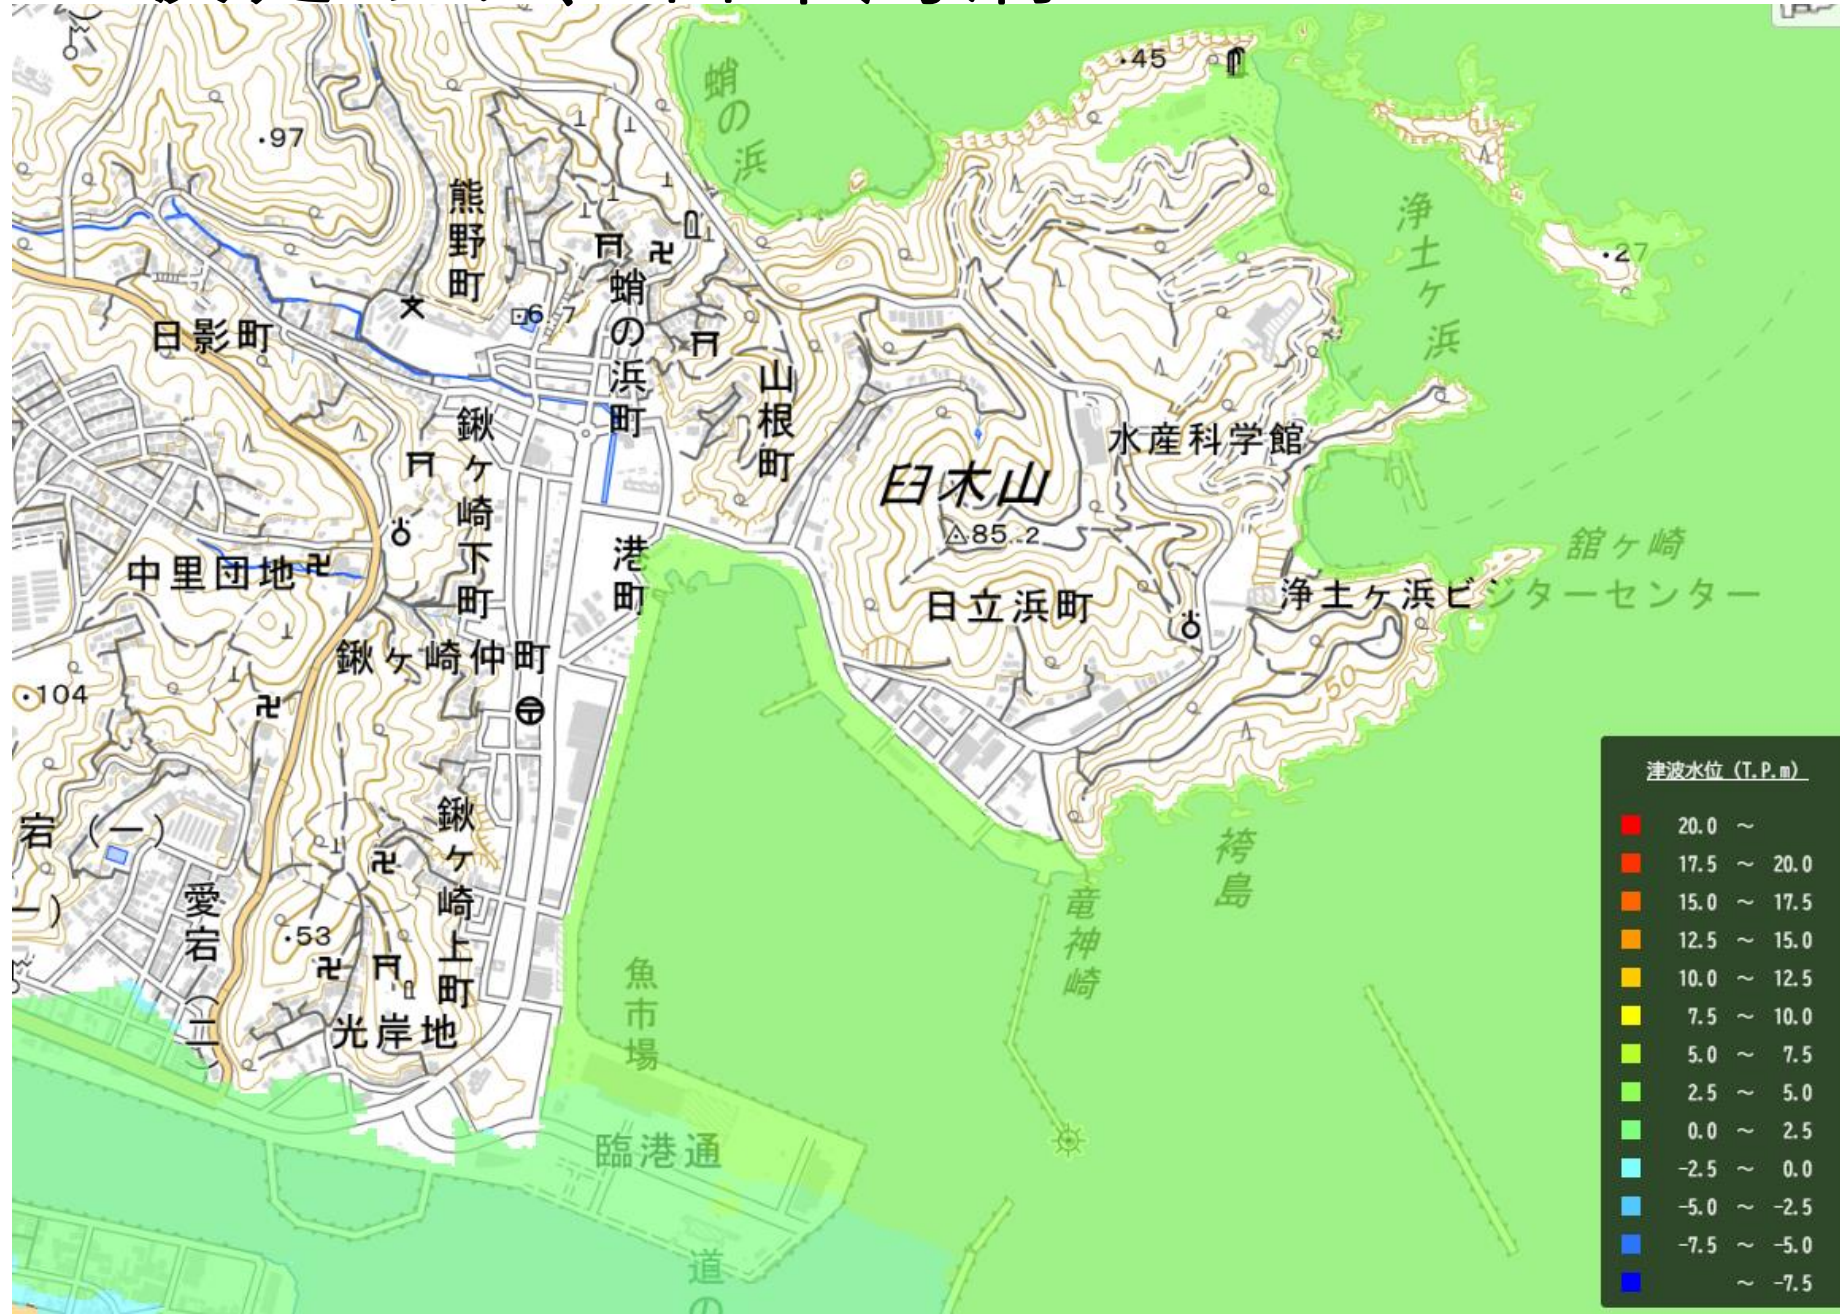 蛸の浜
・45
・97
熊野町
浄土ヶ浜
・27
6.7
蛸の浜町
日影町
山根町
鍬ヶ崎下町
水産科学館
臼木山
85.2
舘ヶ崎
港町
中里団地
日立浜町
浄土ヶ浜ビジターセンター
鍬ヶ崎仲町
・104
50
津波水位（T.P.m）
20.0 ～
17.5 ～ 20.0
15.0 ～ 17.5
12.5 ～ 15.0
10.0 ～ 12.5
7.5 ～ 10.0
5.0 ～ 7.5
2.5 ～ 5.0
0.0 ～ 2.5
-2.5 ～ 0.0
-5.0 ～ -2.5
-7.5 ～ -5.0
～ -7.5
宕（一）
鍬ヶ崎上町
袴島
愛宕（二）
竜神崎
一）
・53
魚市場
光岸地
臨港通
道の